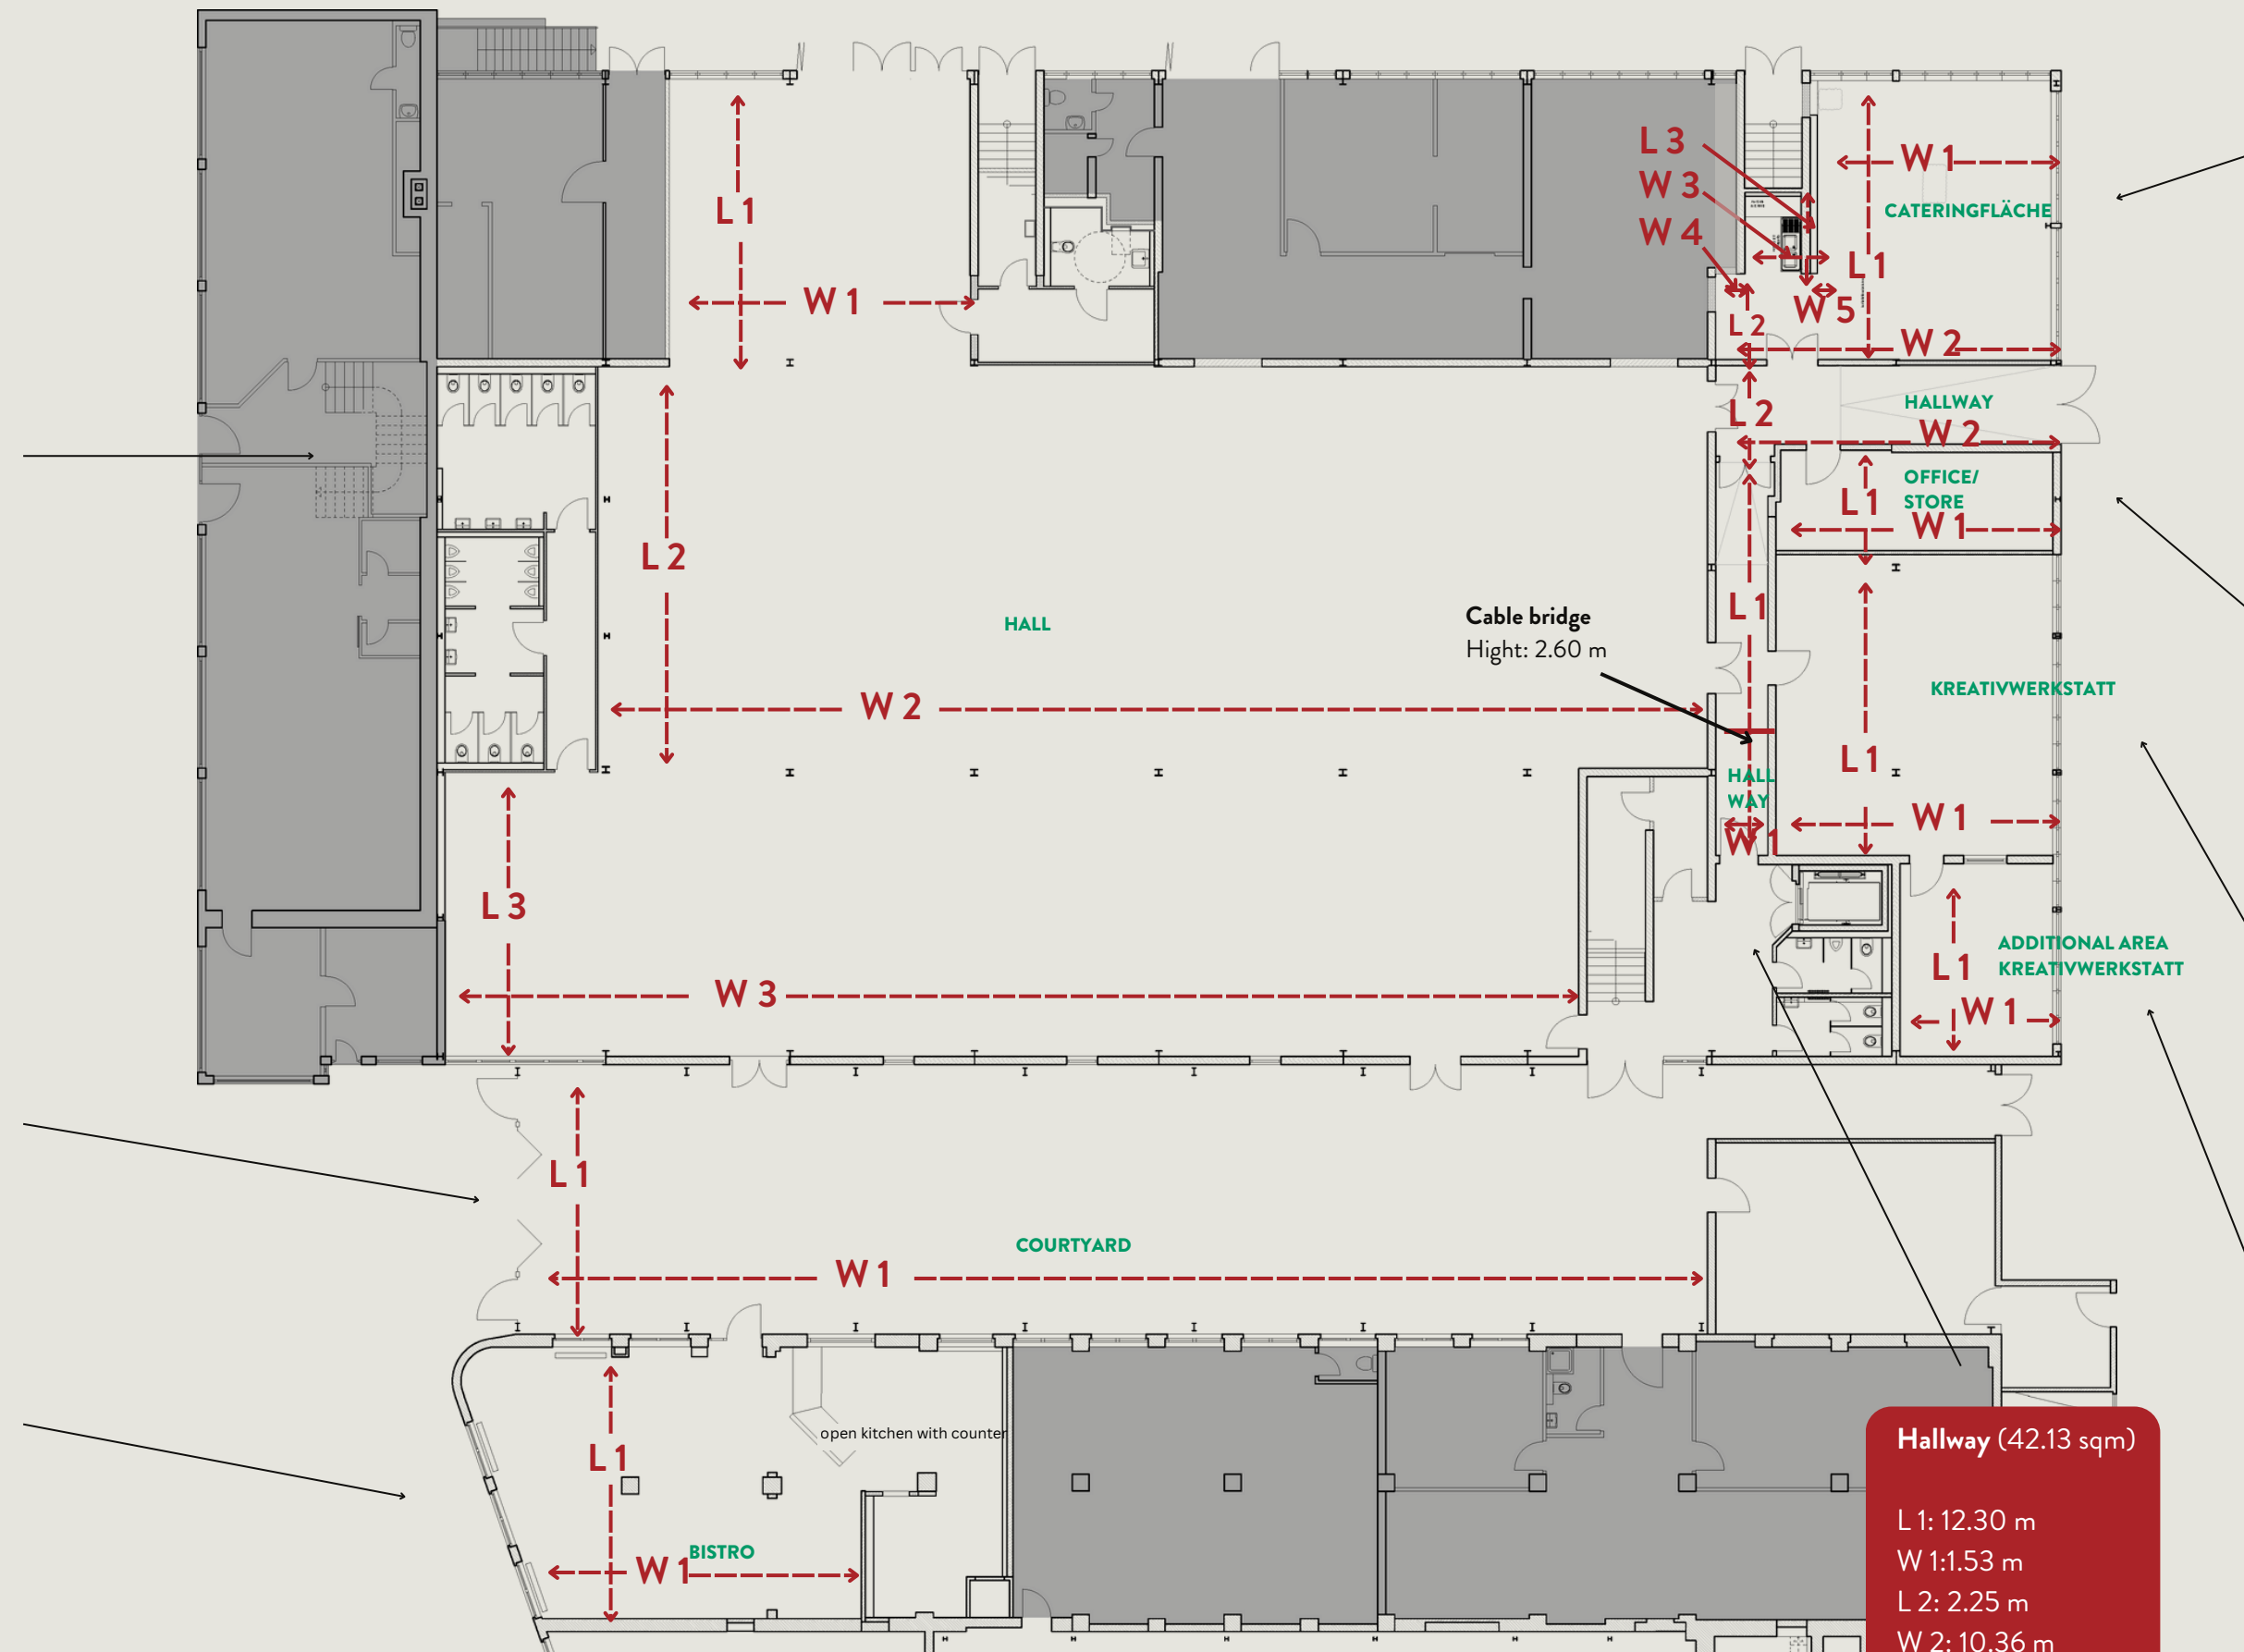 L 3
W 1
W 3
L 1
CATERINGFLÄCHE
W 4
L 1
W 1
W 5
L 2
W 2
HALLWAY
L 2
W 2
OFFICE/
STORE
L 1
W 1
L 2
L 1
Cable bridge
HALL
Hight: 2.60 m
KREATIVWERKSTATT
W 2
L 1
HALL
WAY
W 1
W 1
L 3
ADDITIONAL AREA
KREATIVWERKSTATT
L 1
W 3
W 1
L 1
COURTYARD
W 1
open kitchen with counter
L 1
BISTRO
W 1
Hallway (42.13 sqm)
L 1: 12.30 m
W 1:1.53 m
L 2: 2.25 m
W 2: 10.36 m